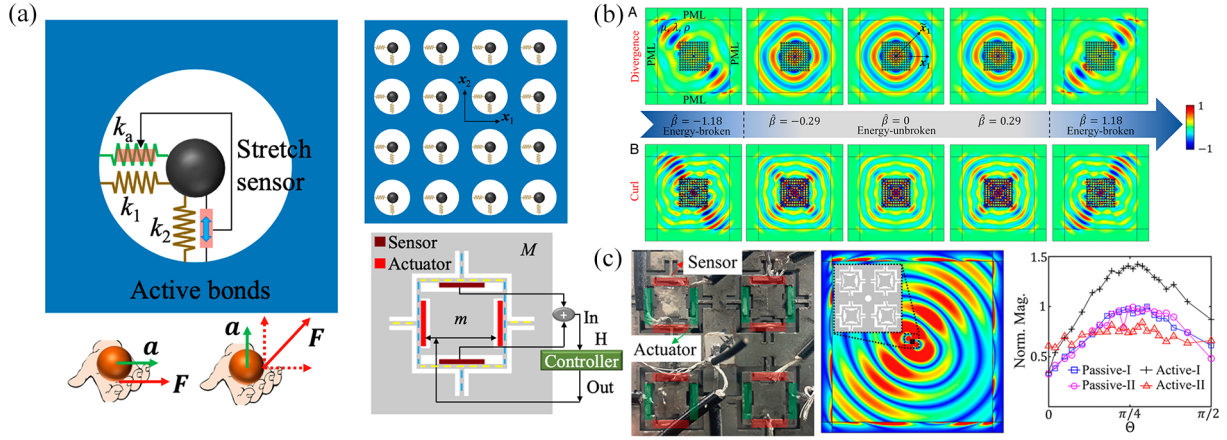 (a)
kₐ
k₁
k₂
Stretch
sensor
Active bonds
a
F
a
F
x₂
x₁
Sensor
Actuator
M
m
+
In
H
Controller
Out
(b)
A
Divergence
PML
μ, λ, ρ
PML
PML
PML
x̃₁
x₁
β̂ = −1.18
Energy-broken
β̂ = −0.29
β̂ = 0
Energy-unbroken
β̂ = 0.29
β̂ = 1.18
Energy-broken
1
−1
B
Curl
(c)
Sensor
Actuator
Norm. Mag.
1.5
1
0.5
Passive-I
Active-I
Passive-II
Active-II
0
π/4
π/2
Θ